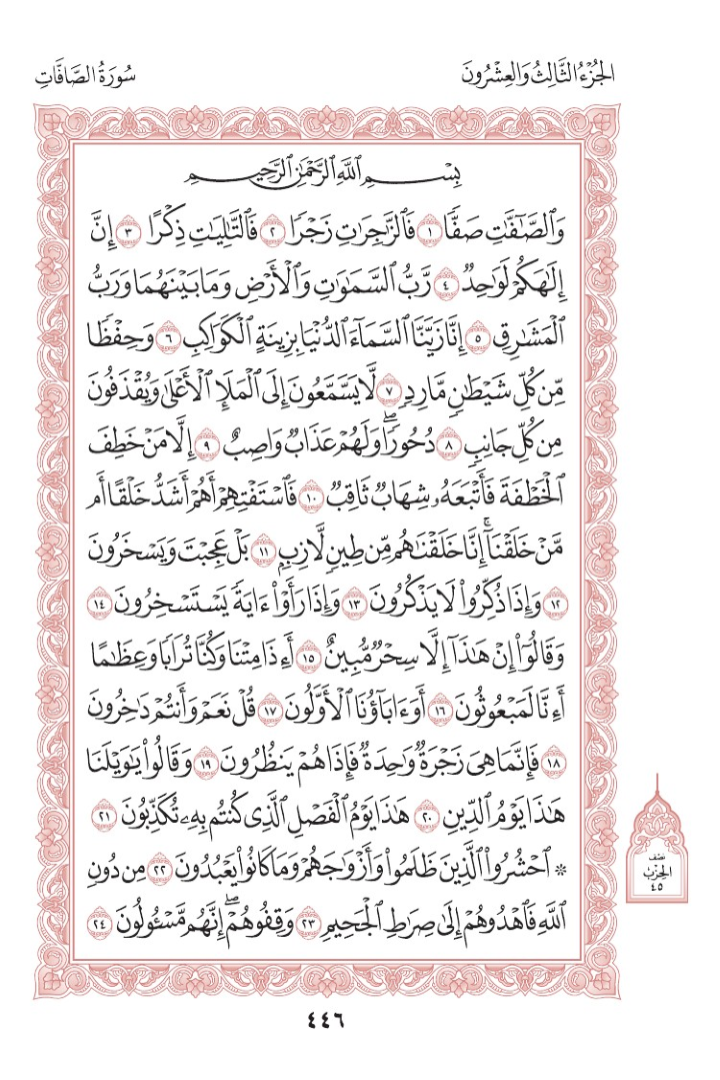 الجُزْءُ الثَّالِثُ وَالعِشْرُونَ
سُورَةُ الصَّافَّاتِ
بِسْمِ ٱللَّهِ ٱلرَّحْمَٰنِ ٱلرَّحِيمِ
وَٱلصَّٰٓفَّٰتِ صَفًّا ١ فَٱلزَّٰجِرَٰتِ زَجْرًا ٢ فَٱلتَّٰلِيَٰتِ ذِكْرًا ٣ إِنَّ
إِلَٰهَكُمْ لَوَٰحِدٌ ٤ رَّبُّ ٱلسَّمَٰوَٰتِ وَٱلْأَرْضِ وَمَا بَيْنَهُمَا وَرَبُّ
ٱلْمَشَٰرِقِ ٥ إِنَّا زَيَّنَّا ٱلسَّمَآءَ ٱلدُّنْيَا بِزِينَةٍ ٱلْكَوَاكِبِ ٦ وَحِفْظًا
مِّن كُلِّ شَيْطَٰنٍ مَّارِدٍ ٧ لَّا يَسَّمَّعُونَ إِلَى ٱلْمَلَإِ ٱلْأَعْلَىٰ وَيُقْذَفُونَ
مِن كُلِّ جَانِبٍ ٨ دُحُورًا ۖ وَلَهُمْ عَذَابٌ وَاصِبٌ ٩ إِلَّا مَنْ خَطِفَ
ٱلْخَطْفَةَ فَأَتْبَعَهُۥ شِهَابٌ ثَاقِبٌ ١٠ فَٱسْتَفْتِهِمْ أَهُمْ أَشَدُّ خَلْقًا أَم
مَّنْ خَلَقْنَآ ۚ إِنَّا خَلَقْنَٰهُم مِّن طِينٍ لَّازِبٍ ١١ بَلْ عَجِبْتَ وَيَسْخَرُونَ
١٢ وَإِذَا ذُكِّرُوا۟ لَا يَذْكُرُونَ ١٣ وَإِذَا رَأَوْا۟ ءَايَةً يَسْتَسْخِرُونَ ١٤
وَقَالُوٓا۟ إِنْ هَٰذَآ إِلَّا سِحْرٌ مُّبِينٌ ١٥ أَءِذَا مِتْنَا وَكُنَّا تُرَابًا وَعِظَٰمًا
أَءِنَّا لَمَبْعُوثُونَ ١٦ أَوَءَابَآؤُنَا ٱلْأَوَّلُونَ ١٧ قُلْ نَعَمْ وَأَنتُمْ دَٰخِرُونَ
١٨ فَإِنَّمَا هِىَ زَجْرَةٌ وَٰحِدَةٌ فَإِذَا هُمْ يَنظُرُونَ ١٩ وَقَالُوا۟ يَٰوَيْلَنَا
هَٰذَا يَوْمُ ٱلدِّينِ ٢٠ هَٰذَا يَوْمُ ٱلْفَصْلِ ٱلَّذِى كُنتُم بِهِۦ تُكَذِّبُونَ ٢١
۞ ٱحْشُرُوا۟ ٱلَّذِينَ ظَلَمُوا۟ وَأَزْوَٰجَهُمْ وَمَا كَانُوا۟ يَعْبُدُونَ ٢٢ مِن دُونِ
ٱللَّهِ فَٱهْدُوهُمْ إِلَىٰ صِرَٰطِ ٱلْجَحِيمِ ٢٣ وَقِفُوهُمْ ۖ إِنَّهُم مَّسْـُٔولُونَ ٢٤
نصف
الحزب
٤٥
٤٤٦